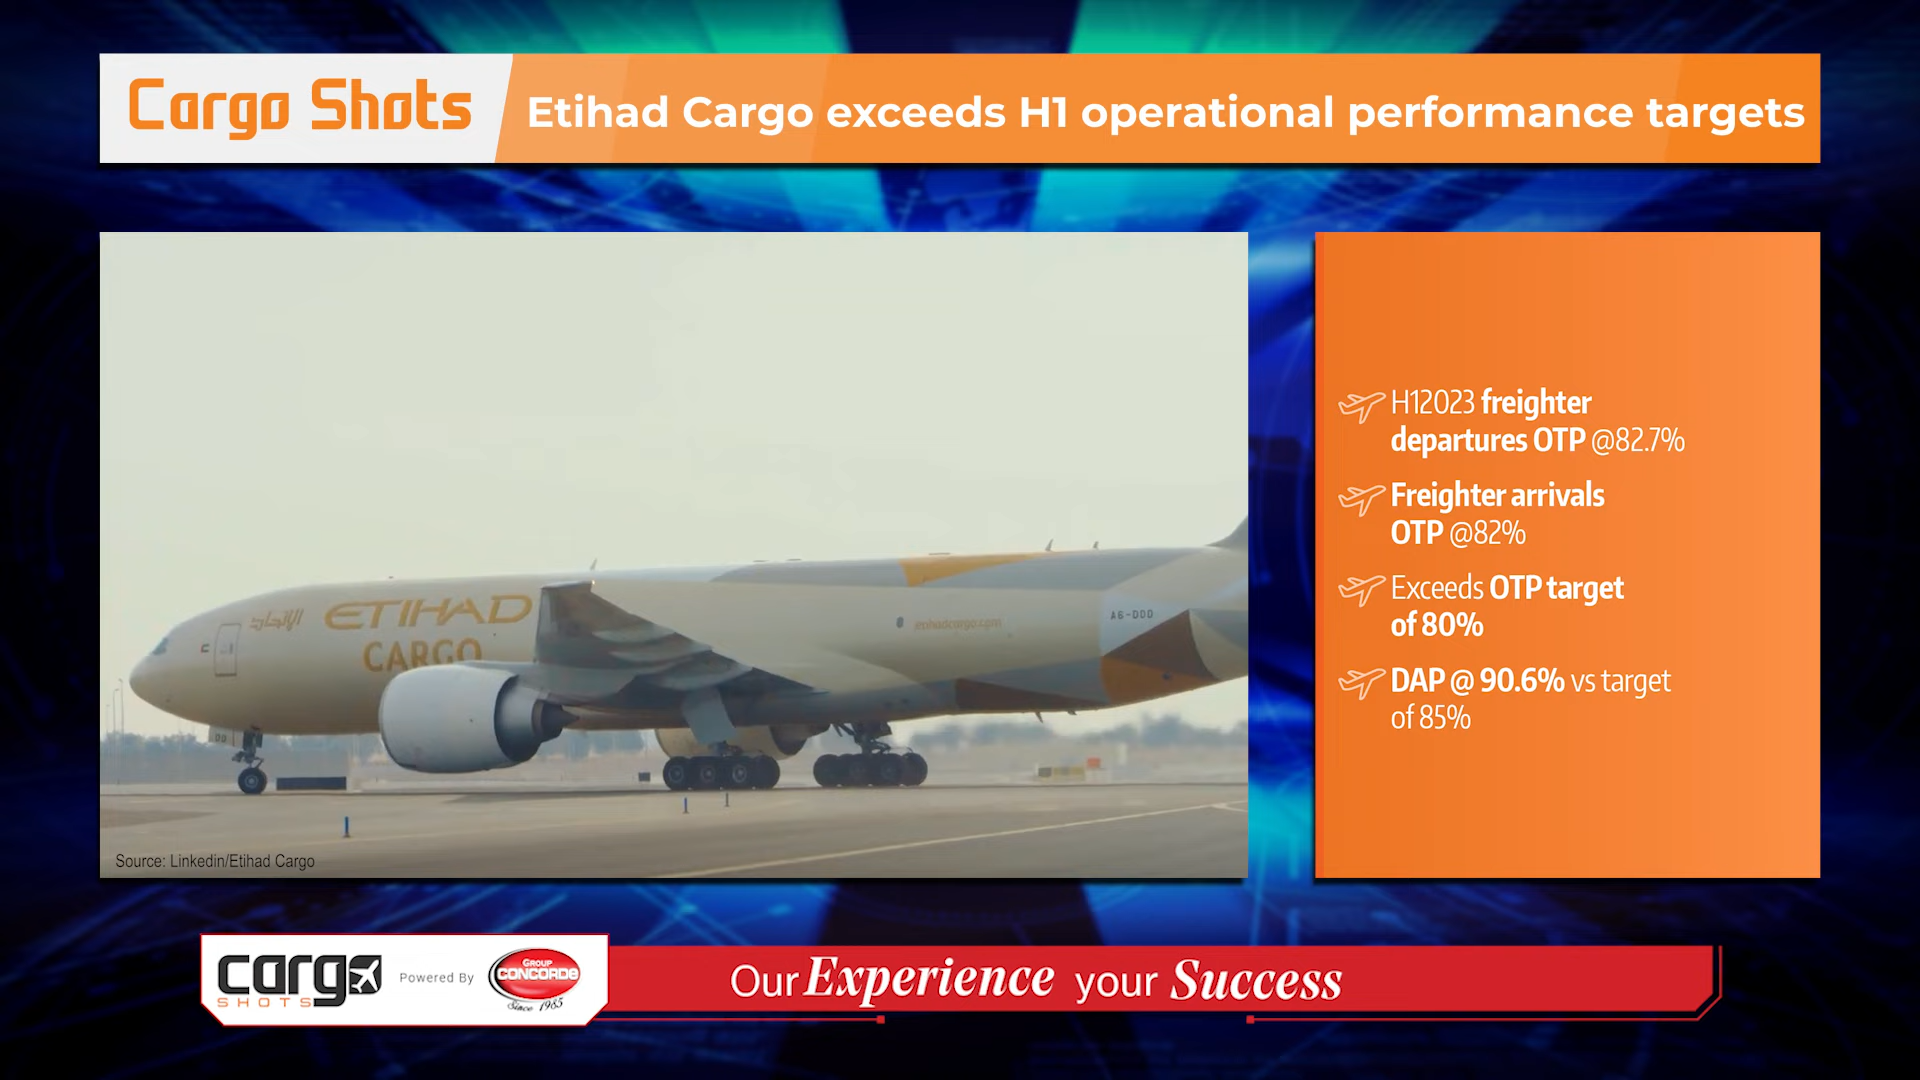 Cargo Shots
Etihad Cargo exceeds H1 operational performance targets
الإتحاد
ETIHAD
CARGO
etihadcargo.com
A6-DDD
DD
Source: Linkedin/Etihad Cargo
H12023 freighter
departures OTP @82.7%
Freighter arrivals
OTP @82%
Exceeds OTP target
of 80%
DAP @ 90.6% vs target
of 85%
cargo
SHOTS
Powered By
GROUP
CONCORDE
Since 1985
Our Experience your Success